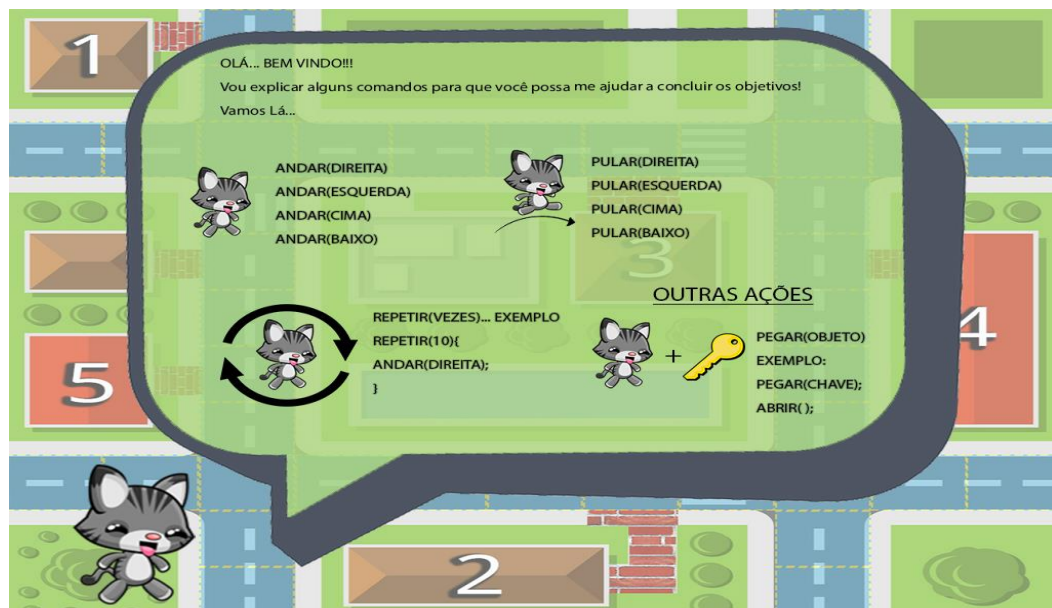 1
OLÁ... BEM VINDO!!!
Vou explicar alguns comandos para que você possa me ajudar a concluir os objetivos!
Vamos Lá...
ANDAR(DIREITA)
ANDAR(ESQUERDA)
ANDAR(CIMA)
ANDAR(BAIXO)
PULAR(DIREITA)
PULAR(ESQUERDA)
PULAR(CIMA)
PULAR(BAIXO)
3
REPETIR(VEZES)... EXEMPLO
REPETIR(10){
ANDAR(DIREITA);
}
OUTRAS AÇÕES
+
PEGAR(OBJETO)
EXEMPLO:
PEGAR(CHAVE);
ABRIR( );
4
5
2